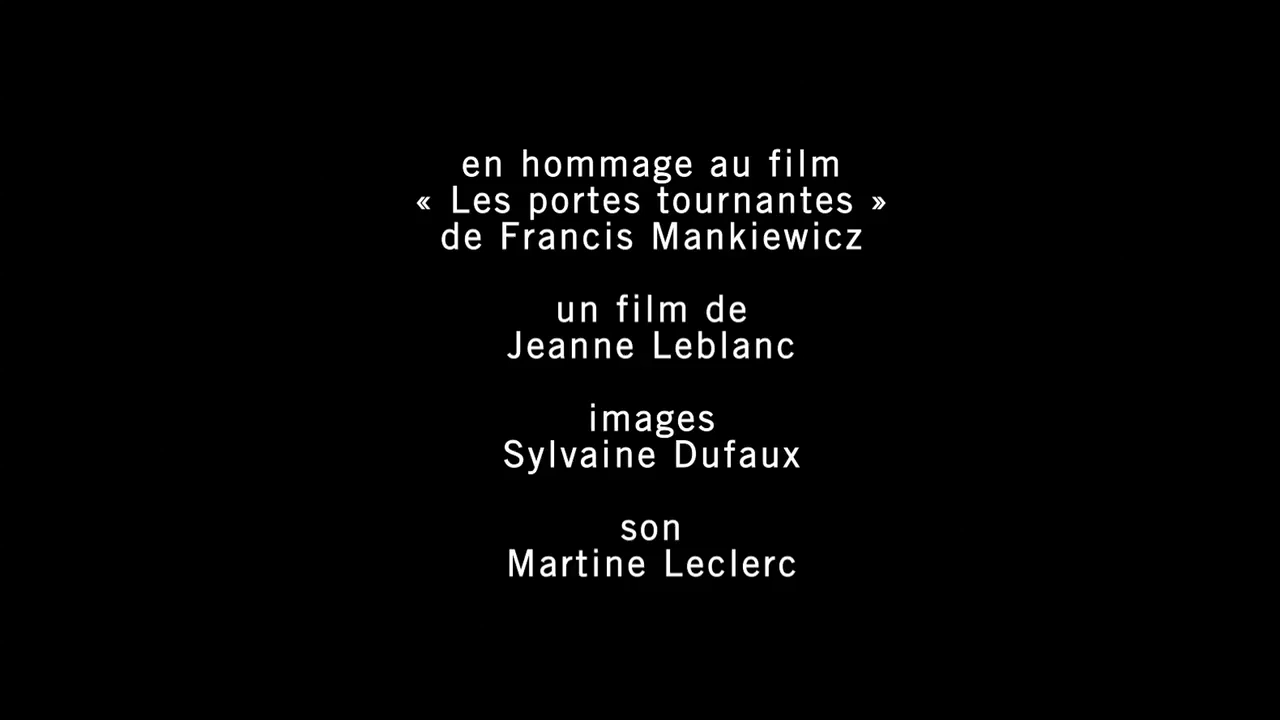 en hommage au film
« Les portes tournantes »
de Francis Mankiewicz
un film de
Jeanne Leblanc
images
Sylvaine Dufaux
son
Martine Leclerc